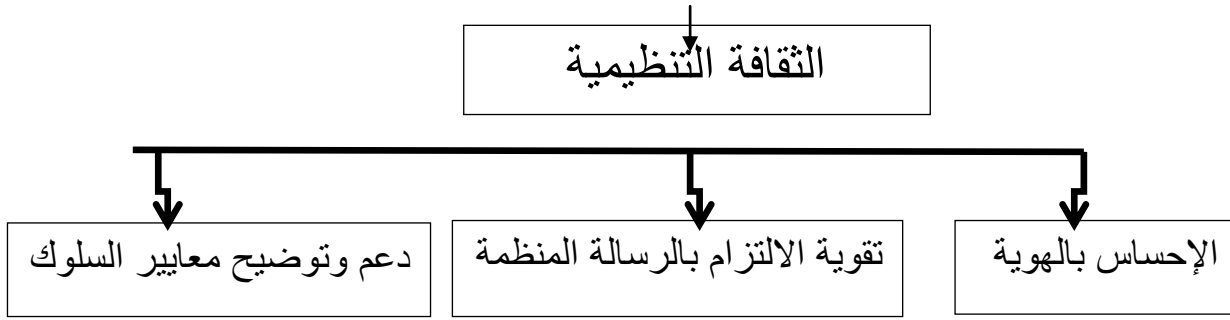 الثقافة التنظيمية
الإحساس بالهوية
تقوية الالتزام بالرسالة المنظمة
دعم وتوضيح معايير السلوك